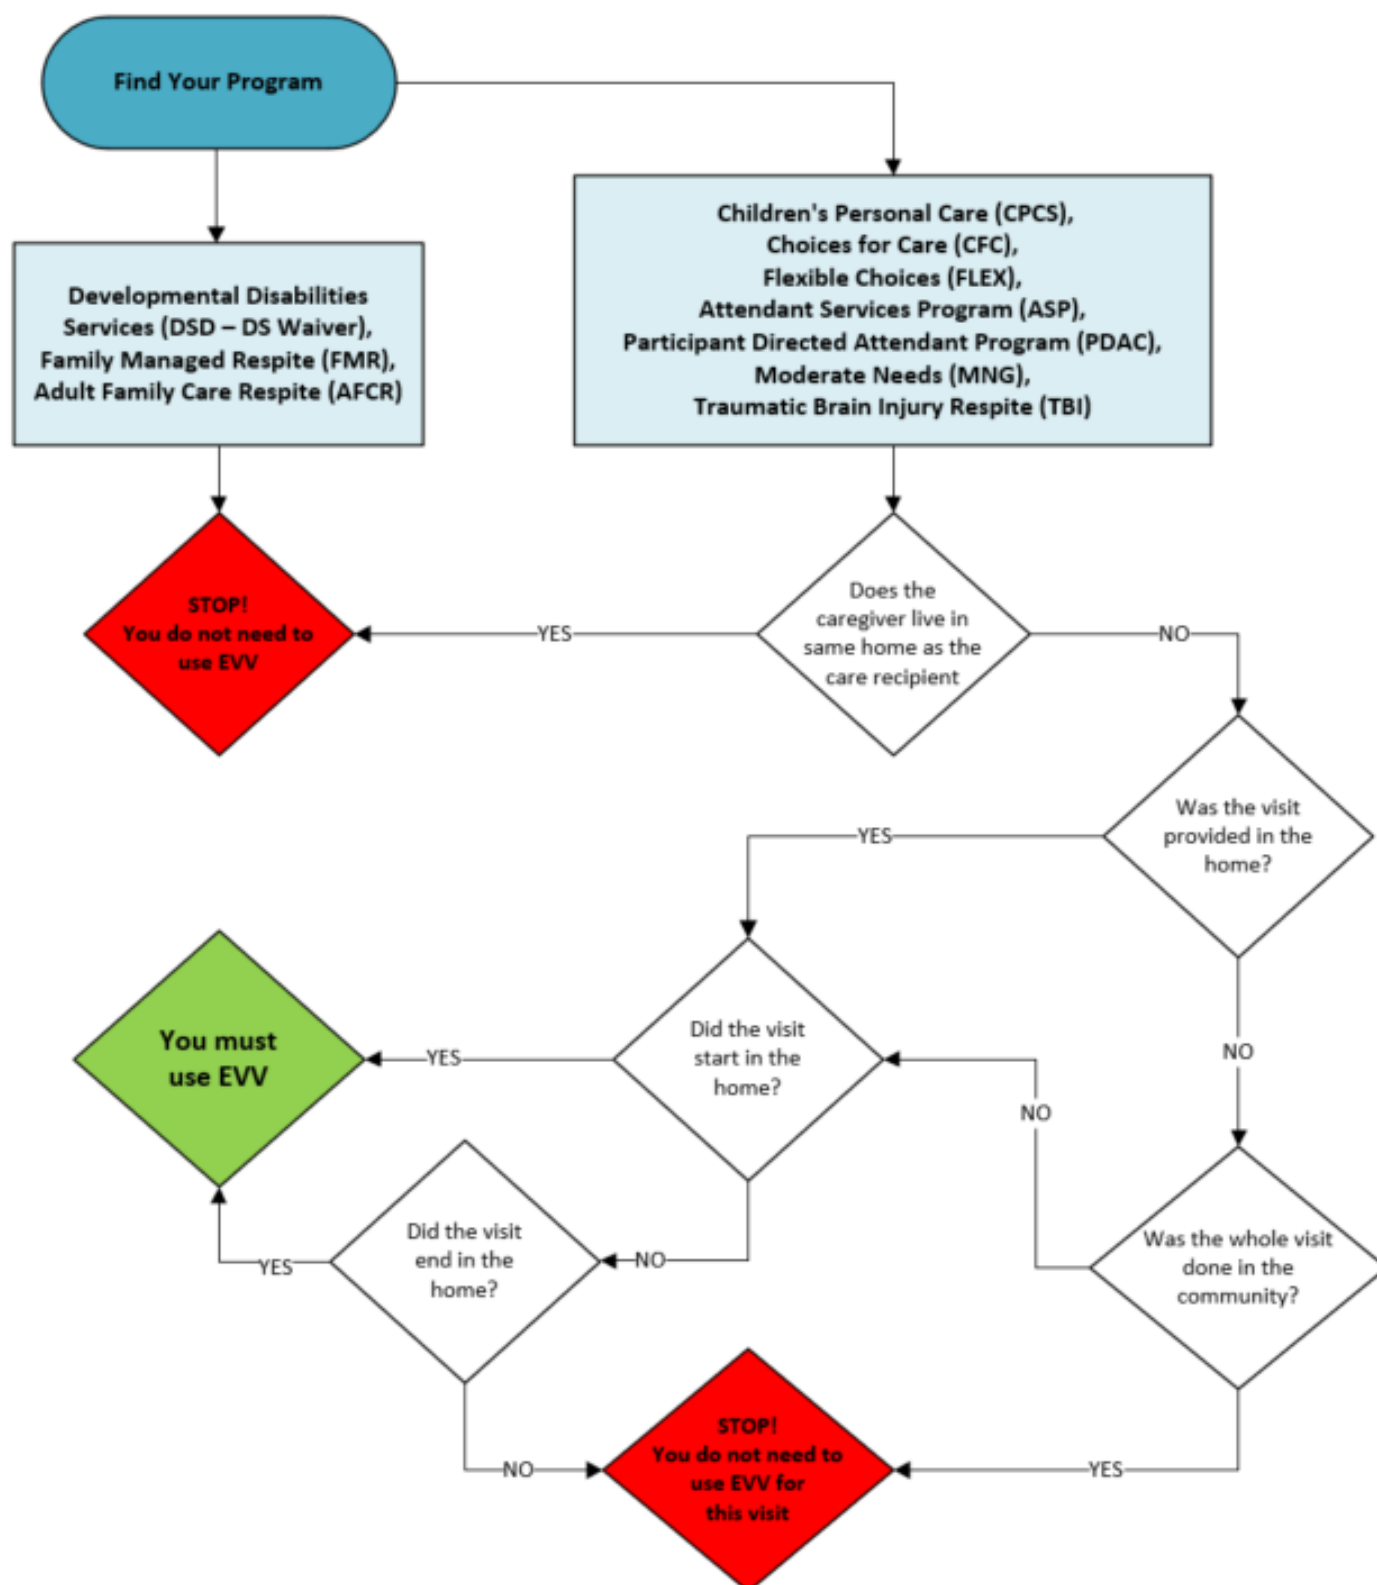 Find Your Program
Children's Personal Care (CPCS),
Choices for Care (CFC),
Flexible Choices (FLEX),
Attendant Services Program (ASP),
Participant Directed Attendant Program (PDAC),
Moderate Needs (MNG),
Traumatic Brain Injury Respite (TBI)
Developmental Disabilities
Services (DSD – DS Waiver),
Family Managed Respite (FMR),
Adult Family Care Respite (AFCR)
STOP!
You do not need to
use EVV
YES
Does the
caregiver live in
same home as the
care recipient
NO
Was the visit
provided in the
home?
YES
NO
Did the visit
start in the
home?
YES
You must
use EVV
NO
NO
Did the visit
end in the
home?
YES
Was the whole visit
done in the
community?
NO
YES
STOP!
You do not need to
use EVV for
this visit